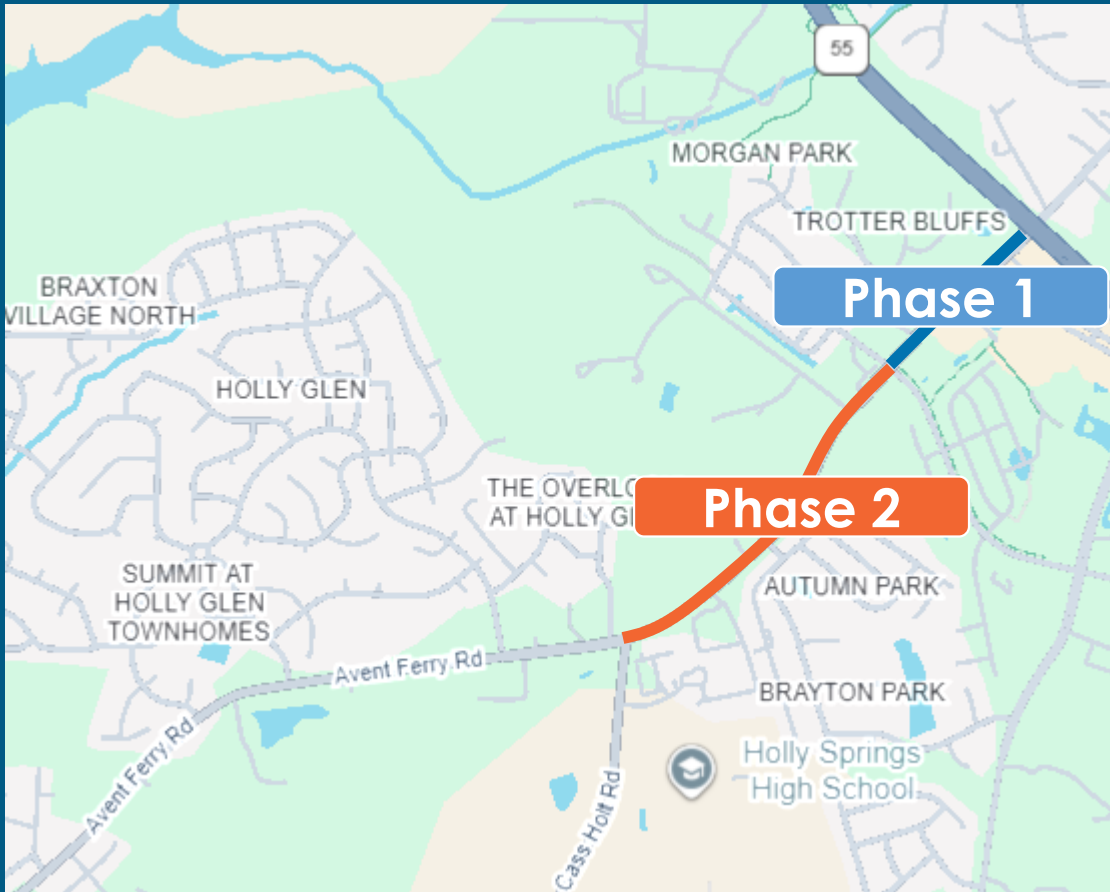 55
MORGAN PARK
TROTTER BLUFFS
BRAXTON
VILLAGE NORTH
Phase 1
HOLLY GLEN
THE OVERLO
AT HOLLY GL
Phase 2
SUMMIT AT
HOLLY GLEN
TOWNHOMES
AUTUMN PARK
Avent Ferry Rd
BRAYTON PARK
Avent Ferry Rd
Holly Springs
High School
Cass Holt Rd